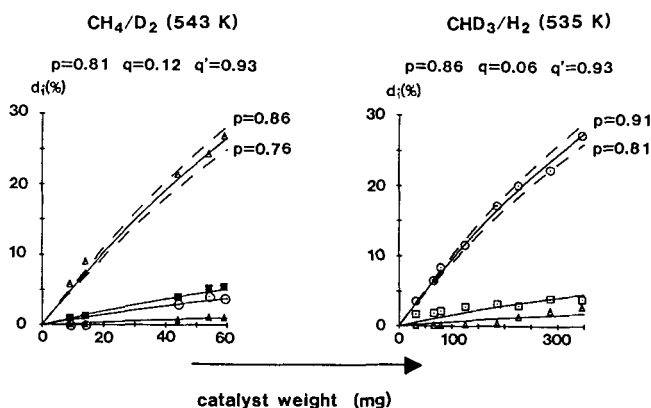 CH4/D2 (543 K)
p=0.81 q=0.12 q'=0.93
di(%)
30
20
10
0
p=0.86
p=0.76
0 20 40 60
CHD3/H2 (535 K)
p=0.86 q=0.06 q'=0.93
di(%)
30
20
10
0
p=0.91
p=0.81
0 100 300
catalyst weight (mg)